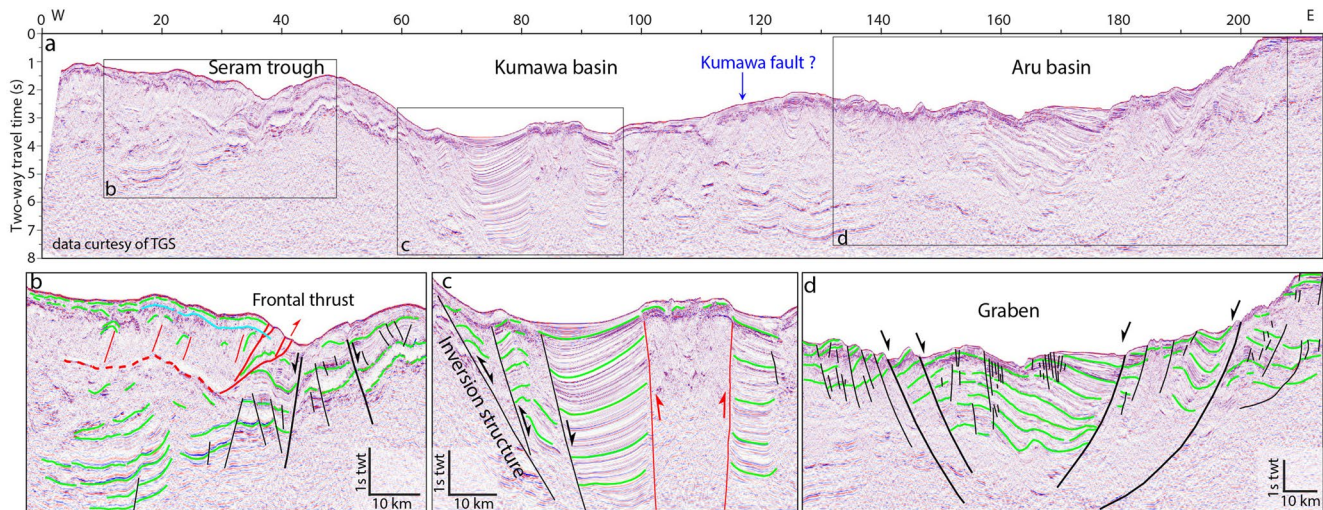 0 W 20 40 60 80 100 120 140 160 180 200 E
0
1
2
3
4
5
6
7
8
Two-way travel time (s)
a
Seram trough
Kumawa basin
Kumawa fault ?
Aru basin
b
c
d
data curtesy of TGS
b
Frontal thrust
1s twt
10 km
c
Inversion structure
1s twt
10 km
d
Graben
1s twt
10 km